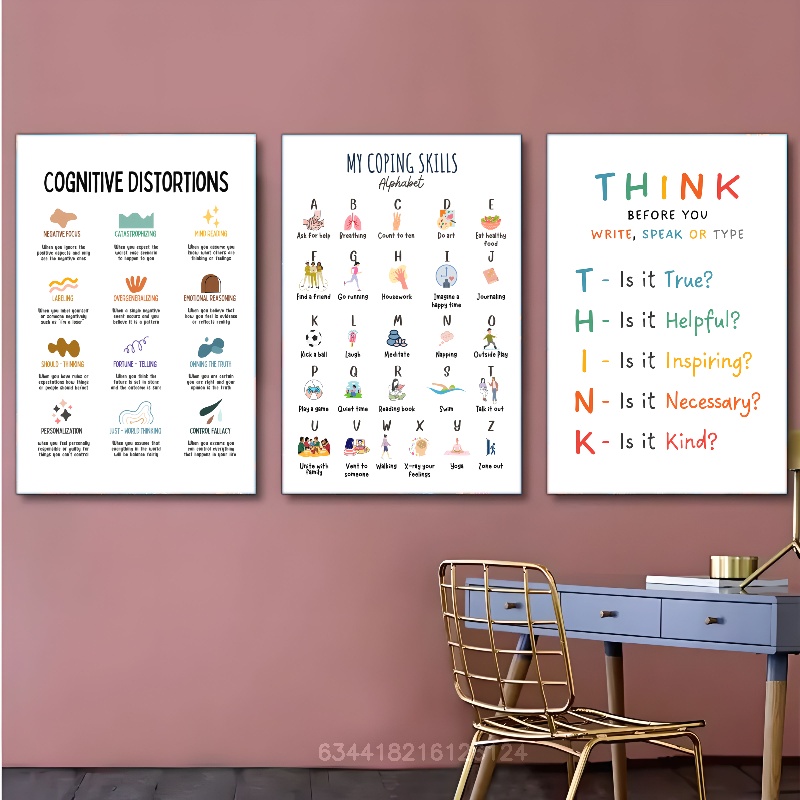 COGNITIVE DISTORTIONS
NEGATIVE FOCUS
When you ignore the
positive aspects and only
see the negative ones
CATASTROPHIZING
When you expect the
worst case scenario
to happen to you
MIND READING
When you assume you
know what others are
thinking or feelings
LABELING
When you label yourself
or someone negatively
such as "I'm a loser"
OVERGENERALIZING
When a single negative
event occurs and you
believe it is a pattern
EMOTIONAL REASONING
When you believe that
how you feel is evidence
or reflects reality
SHOULD - THINKING
When you have rules or
expectations how things
or people should be/act
FORTUNE - TELLING
When you think the
future is set in stone
and the outcome is sure
OWNING THE TRUTH
When you are certain
you are right and your
opinion is the truth
PERSONALIZATION
When you feel personally
responsible or guilty for
things you can't control
JUST - WORLD THINKING
When you assume that
everything in the world
will be balance fairly
CONTROL FALLACY
When you assume you
can control everything
that happens in your life
MY COPING SKILLS
Alphabet
A B C D E
Ask for help Breathing Count to ten Do art Eat healthy
food
F G H I J
Find a friend Go running Housework Imagine a Journaling
happy time
K L M N O
Kick a ball Laugh Meditate Napping Outside Play
P Q R S T
Play a game Quiet time Reading book Swim Talk it out
U V W X Y Z
Unite with Vent to Walking X-ray your Yoga Zone out
family someone feelings
THINK
BEFORE YOU
WRITE, SPEAK OR TYPE
T - Is it True?
H - Is it Helpful?
I - Is it Inspiring?
N - Is it Necessary?
K - Is it Kind?